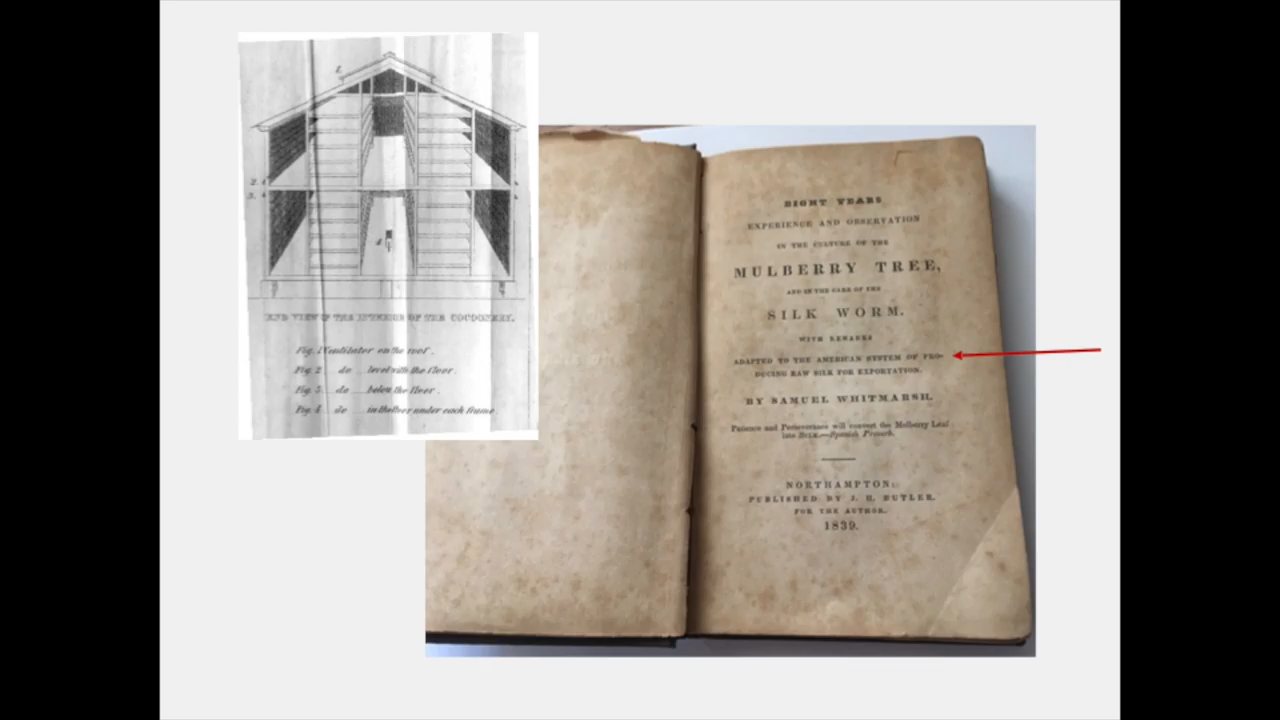 1.
2.
3.
4
END VIEW OF THE INTERIOR OF THE COCOONERY.
Fig. 1 Ventilator on the roof.
Fig. 2 do level with the floor.
Fig. 3 do below the floor.
Fig. 4 do in the floor under each frame
EIGHT YEARS
EXPERIENCE AND OBSERVATION
IN THE CULTURE OF THE
MULBERRY TREE,
AND IN THE CARE OF THE
SILK WORM.
WITH REMARKS
ADAPTED TO THE AMERICAN SYSTEM OF PRO-
DUCING RAW SILK FOR EXPORTATION.
BY SAMUEL WHITMARSH.
Patience and Perseverance will convert the Mulberry Leaf
into SILK.—Spanish Proverb.
NORTHAMPTON:
PUBLISHED BY J. H. BUTLER.
FOR THE AUTHOR.
1839.